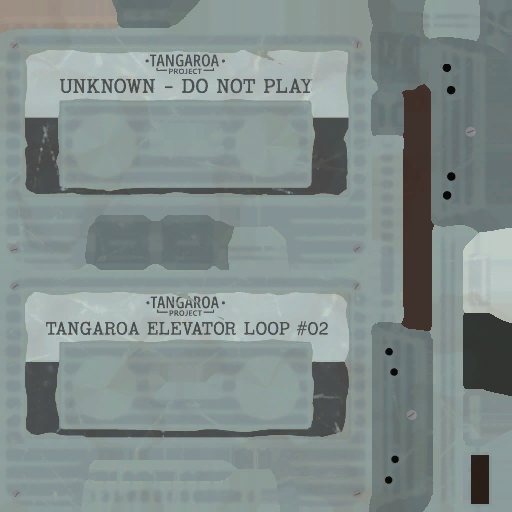 ·TANGAROA·
PROJECT
UNKNOWN - DO NOT PLAY
·TANGAROA·
PROJECT
TANGAROA ELEVATOR LOOP #02